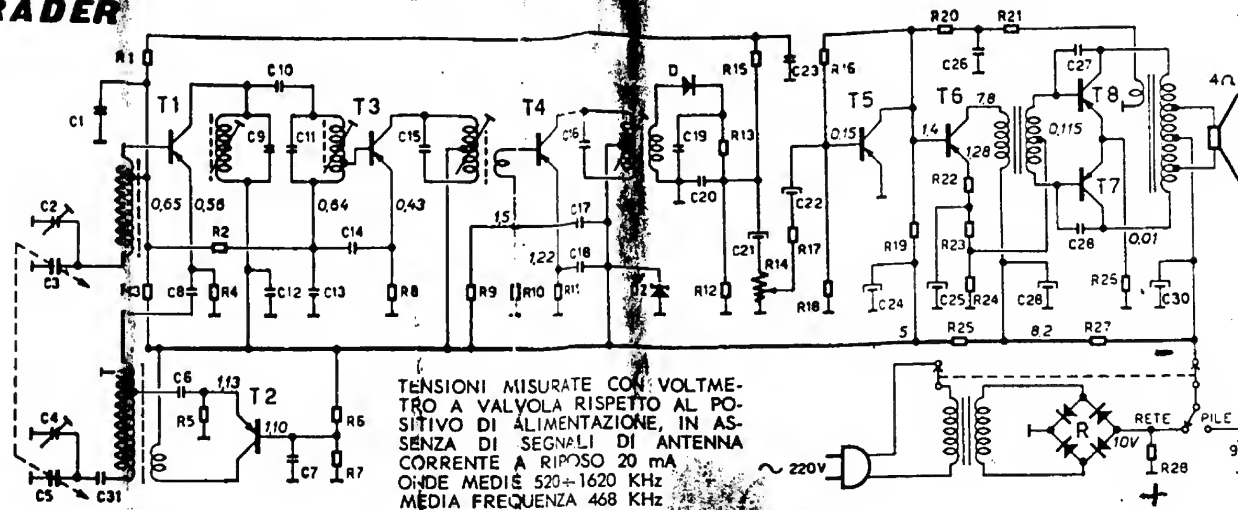 RADER
R1
C1
T1
C10
C9
C11
T3
C15
T4
C16
D
C19
R13
C20
R15
C23
R16
T5
R20
R21
C26
T6
C27
T8
T7
C28
4Ω
0,65
0,56
0,64
0,43
1,5
1,22
0,15
1,4
7,8
1,28
0,115
0,01
C2
C3
R2
C14
C17
C18
C22
R17
C21
R14
R12
R18
R19
C24
R22
R23
C25
R24
C28
R25
C30
C8
R4
C12
C13
R8
R9
R10
R11
5
R25
8,2
R27
C6
1,13
T2
R5
1,10
R6
R7
C7
C4
C5
C31
TENSIONI MISURATE CON VOLTME-
TRO A VALVOLA RISPETTO AL PO-
SITIVO DI ALIMENTAZIONE, IN AS-
SENZA DI SEGNALI DI ANTENNA
CORRENTE A RIPOSO 20 mA
ONDE MEDIE 520÷1620 KHz
MEDIA FREQUENZA 468 KHz
~ 220V
R
10V
RETE
PILE
R28
9
-
+